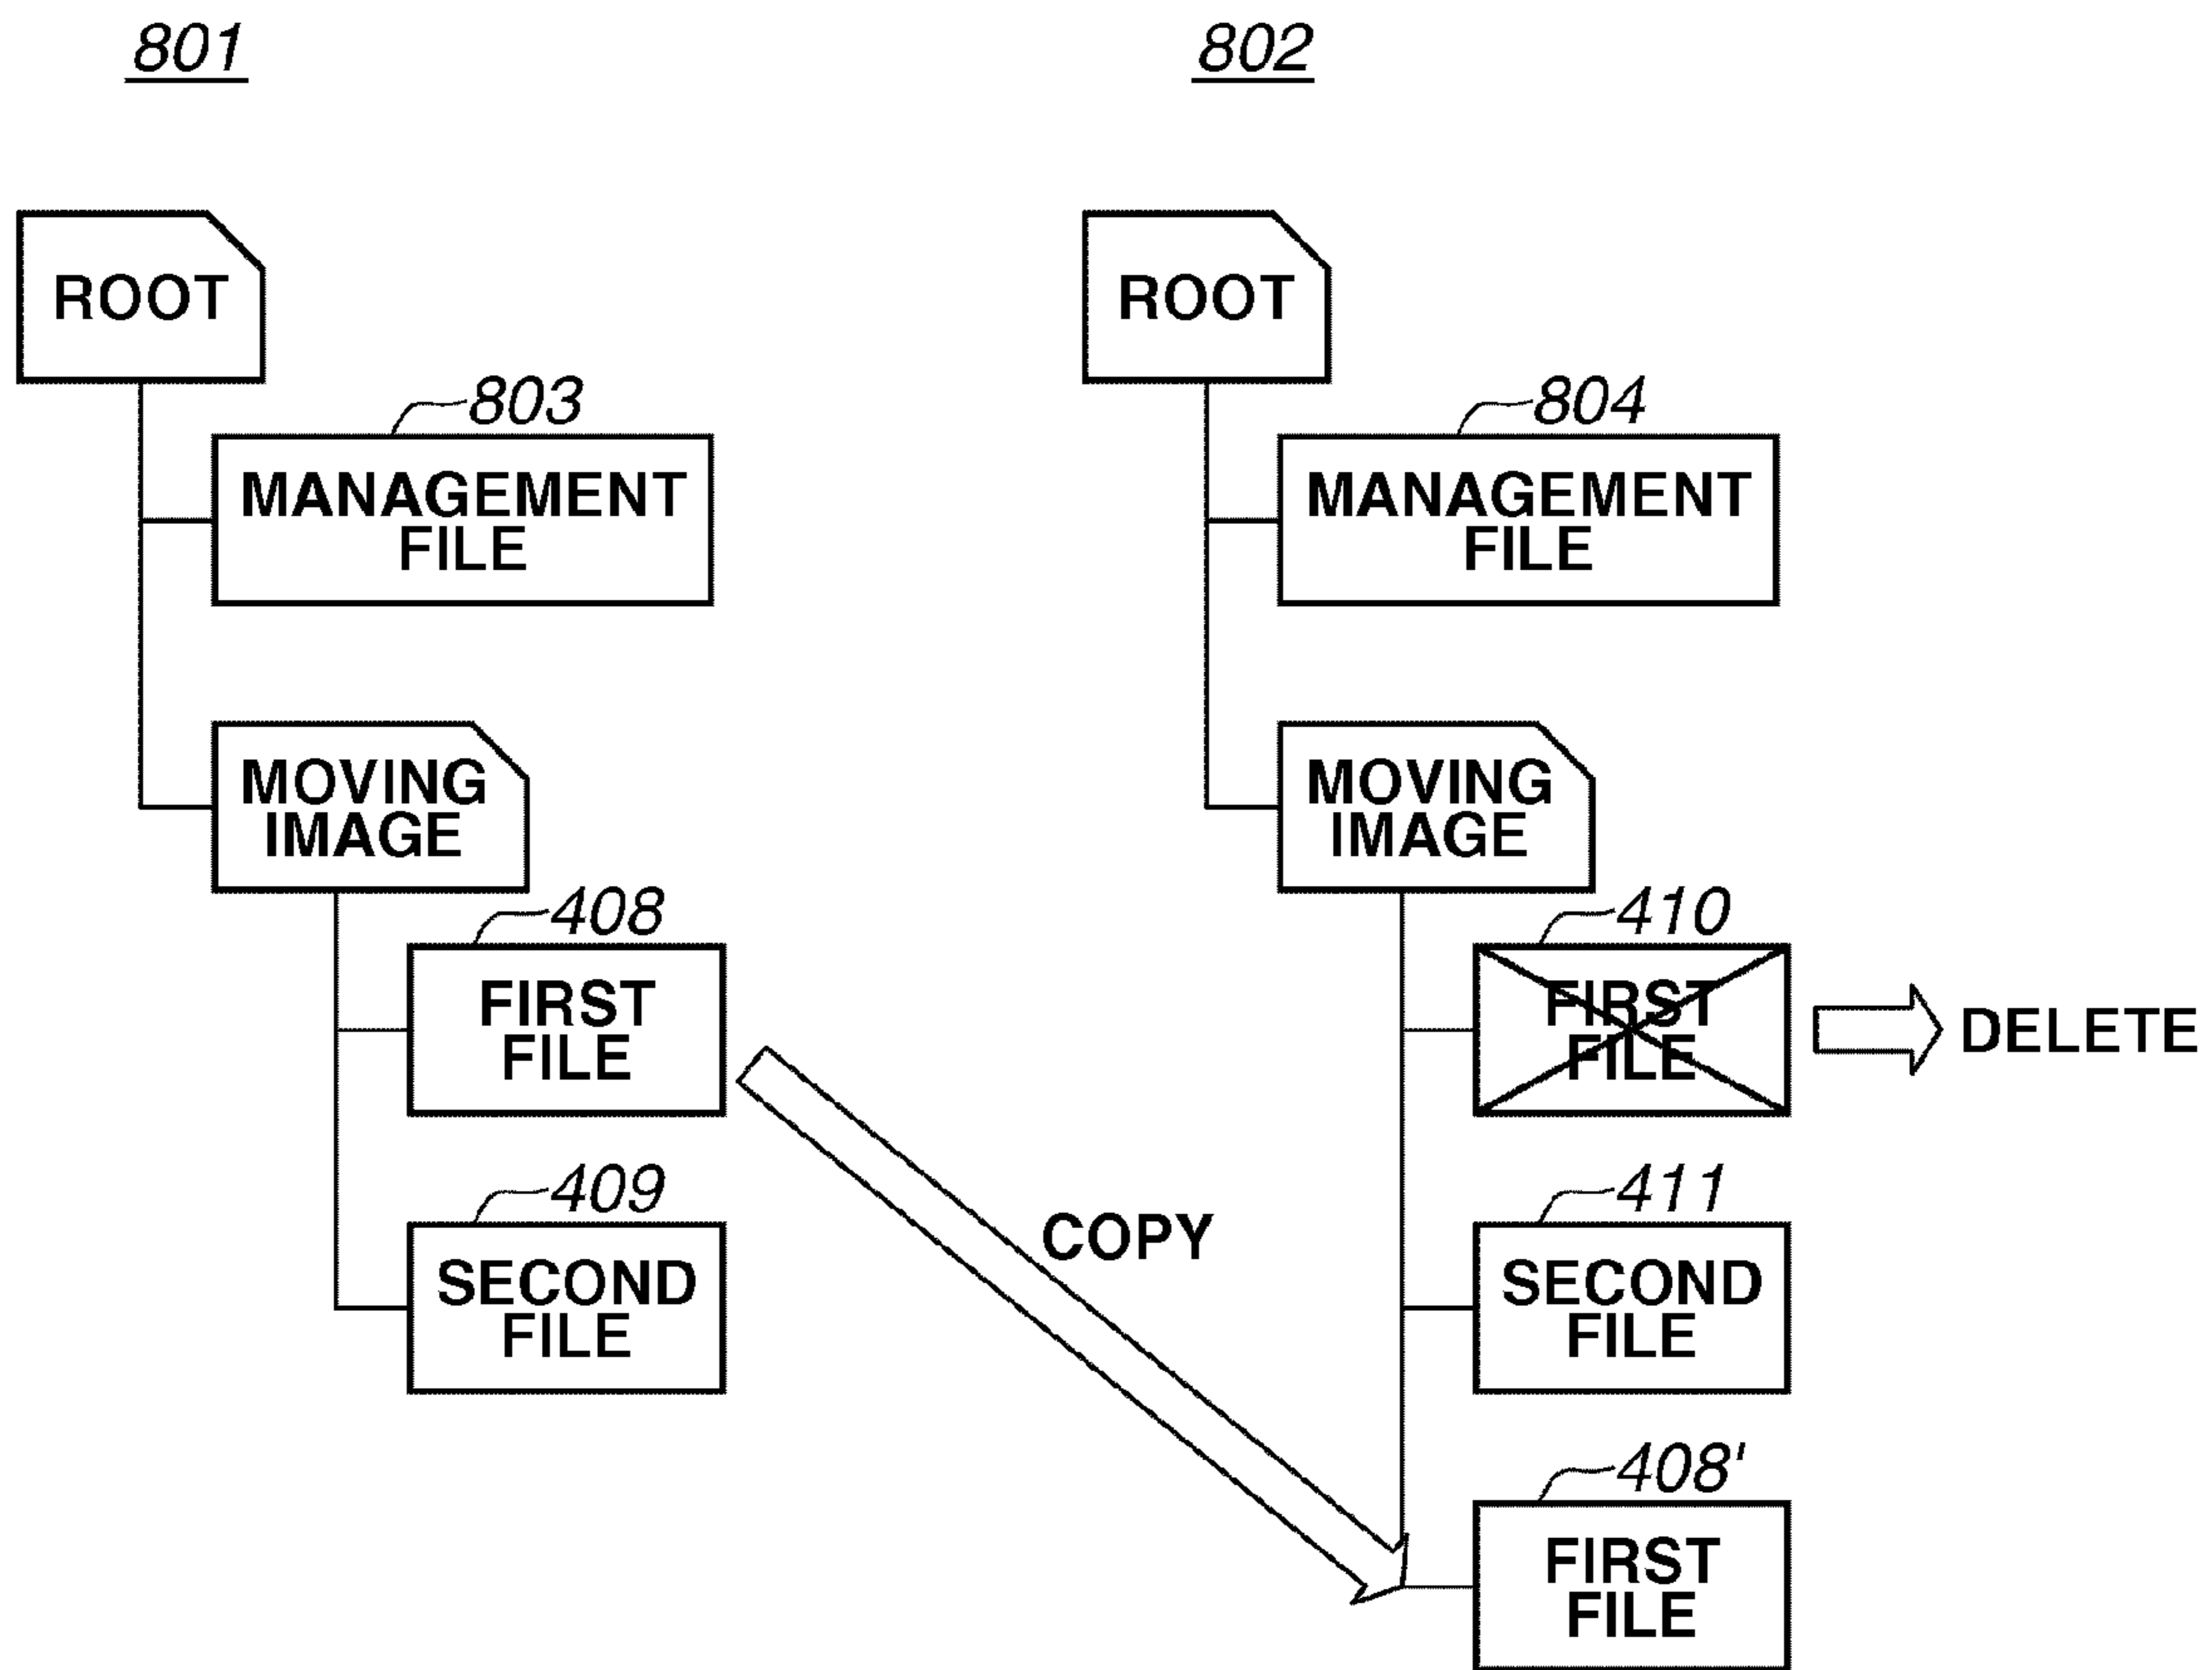 801
802
ROOT
ROOT
803
804
MANAGEMENT
FILE
MANAGEMENT
FILE
MOVING
IMAGE
MOVING
IMAGE
408
410
FIRST
FILE
FIRST
FILE
DELETE
409
411
COPY
SECOND
FILE
SECOND
FILE
408'
FIRST
FILE